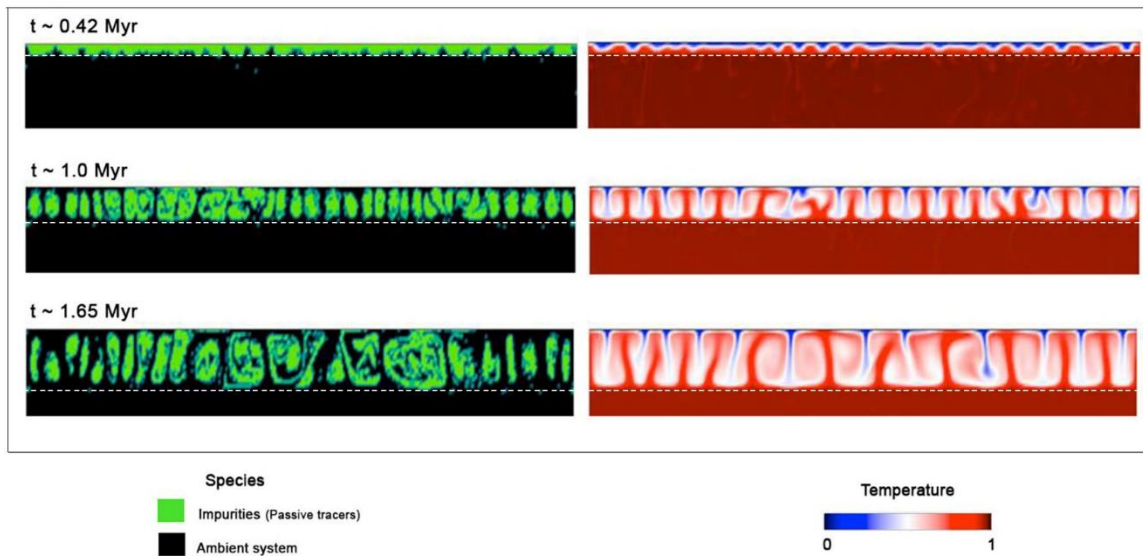 t ~ 0.42 Myr
t ~ 1.0 Myr
t ~ 1.65 Myr
Species
Impurities (Passive tracers)
Ambient system
Temperature
0 1